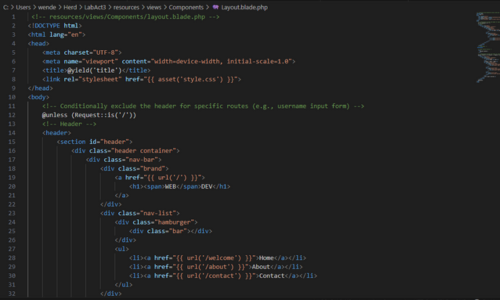 C: > Users > wende > Herd > LabAct3 > resources > views > Components > Layout.blade.php
1 <!-- resources/views/Components/layout.blade.php -->
2 <!DOCTYPE html>
3 <html lang="en">
4 <head>
5 <meta charset="UTF-8">
6 <meta name="viewport" content="width=device-width, initial-scale=1.0">
7 <title>@yield('title')</title>
8 <link rel="stylesheet" href="{{ asset('style.css') }}">
9 </head>
10 <body>
11 <!-- Conditionally exclude the header for specific routes (e.g., username input form) -->
12 @unless (Request::is('/'))
13 <!-- Header -->
14 <header>
15 <section id="header">
16 <div class="header container">
17 <div class="nav-bar">
18 <div class="brand">
19 <a href="{{ url('/') }}">
20 <h1><span>WEB</span>DEV</h1>
21 </a>
22 </div>
23 <div class="nav-list">
24 <div class="hamburger">
25 <div class="bar"></div>
26 </div>
27 <ul>
28 <li><a href="{{ url('/welcome') }}">Home</a></li>
29 <li><a href="{{ url('/about') }}">About</a></li>
30 <li><a href="{{ url('/contact') }}">Contact</a></li>
31 </ul>
32 </div>